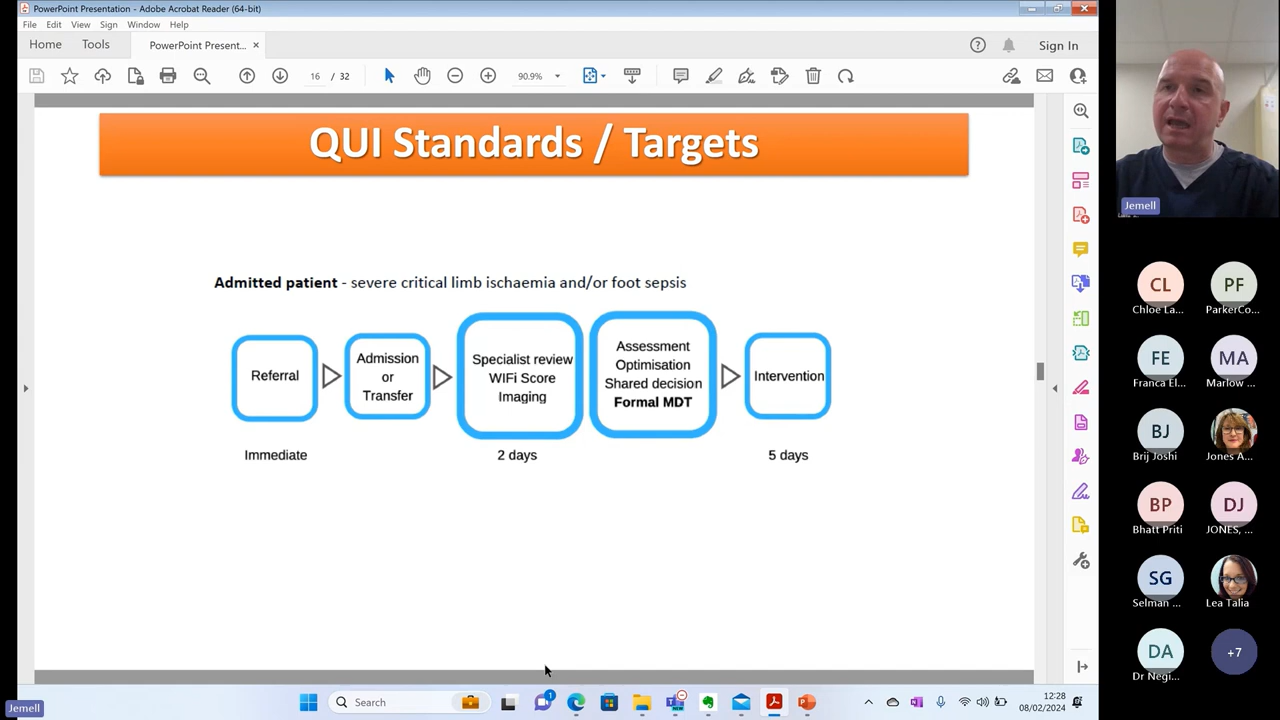 PowerPoint Presentation - Adobe Acrobat Reader (64-bit)
File Edit View Sign Window Help
Home Tools PowerPoint Present... × Sign In
16 / 32 90.9%
QUI Standards / Targets
Admitted patient - severe critical limb ischaemia and/or foot sepsis
Referral
Admission
or
Transfer
Specialist review
WIFi Score
Imaging
Assessment
Optimisation
Shared decision
Formal MDT
Intervention
Immediate
2 days
5 days
Jemell
CL
Chloe La...
PF
ParkerCo...
FE
Franca El...
MA
Marlow ...
BJ
Brij Joshi
Jones A...
BP
Bhatt Priti
DJ
JONES, ...
SG
Selman ...
Lea Talia
DA
Dr Negi...
+7
Jemell
Search
1
12:28
08/02/2024